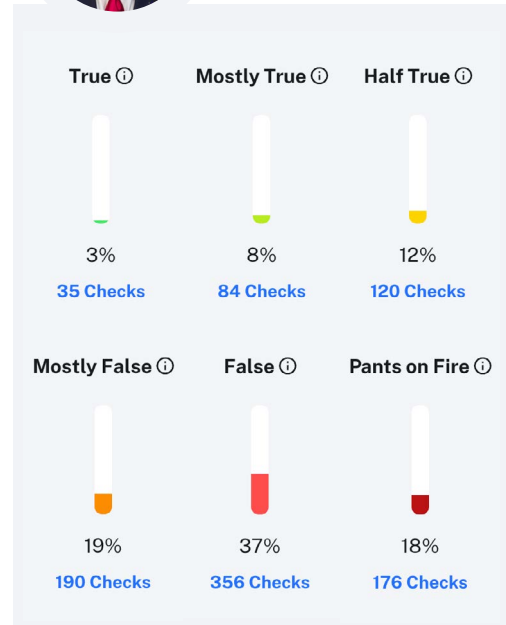 True Mostly True Half True
3% 8% 12%
35 Checks 84 Checks 120 Checks
Mostly False False Pants on Fire
19% 37% 18%
190 Checks 356 Checks 176 Checks